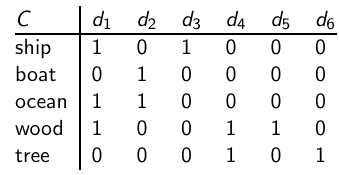 C d₁ d₂ d₃ d₄ d₅ d₆
ship 1 0 1 0 0 0
boat 0 1 0 0 0 0
ocean 1 1 0 0 0 0
wood 1 0 0 1 1 0
tree 0 0 0 1 0 1